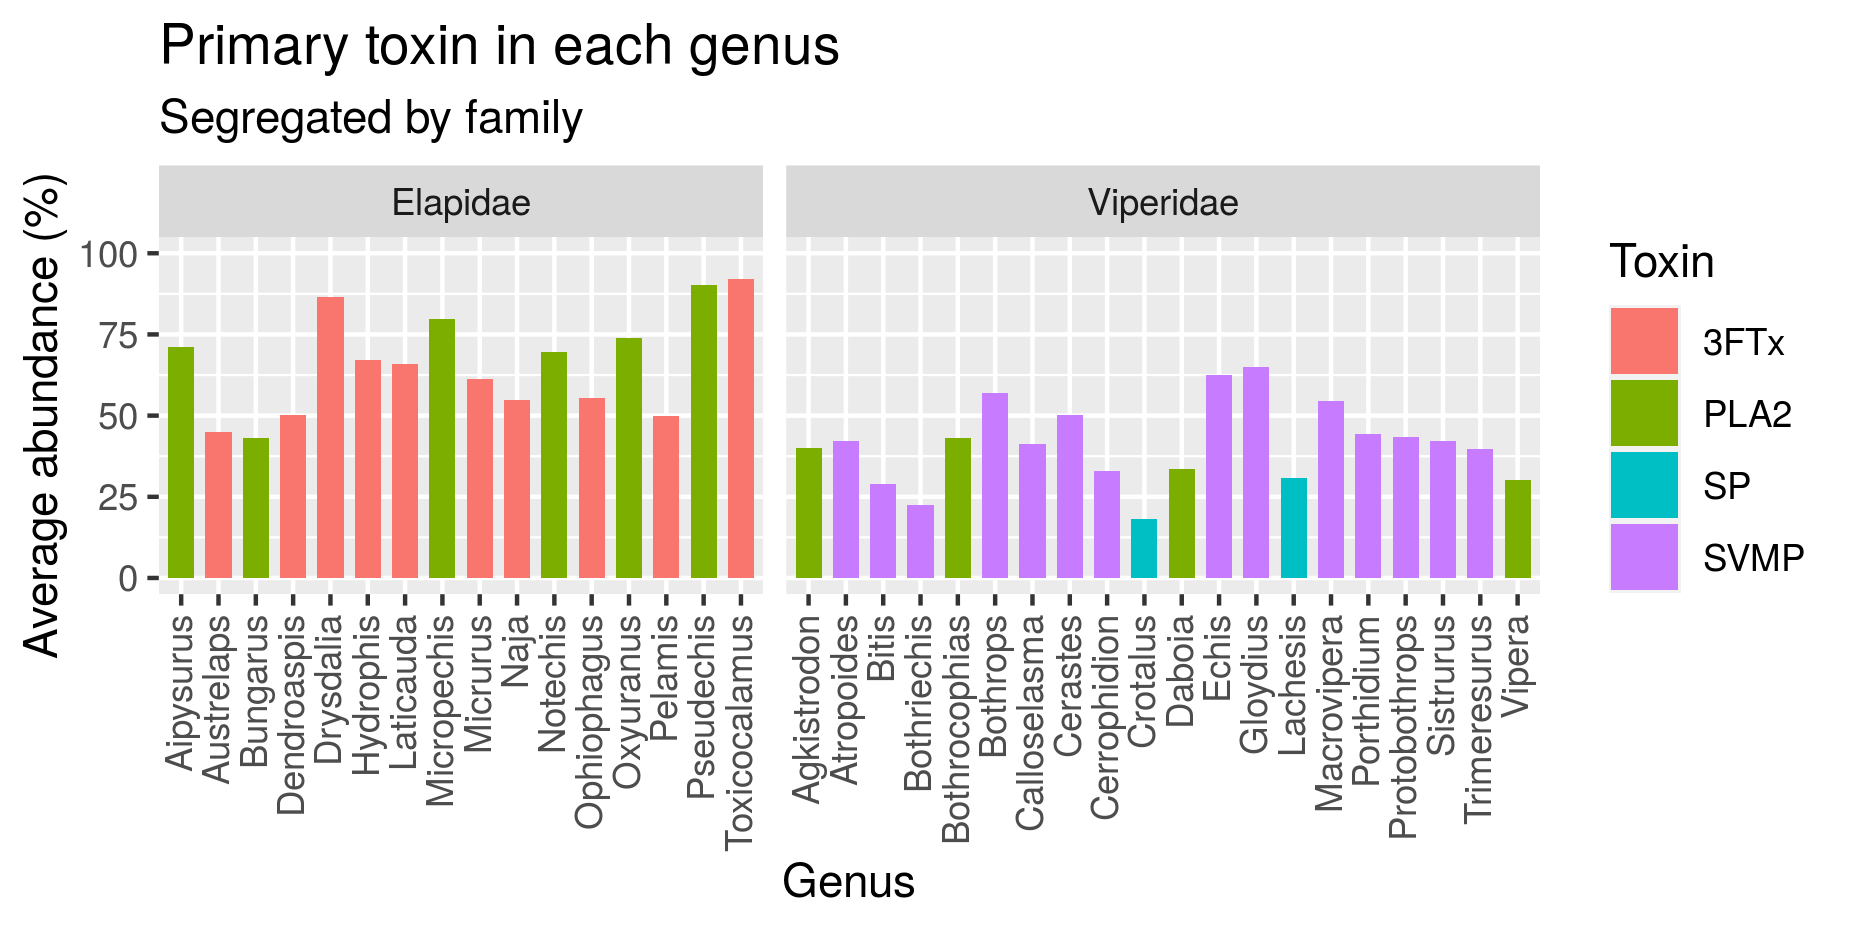 Primary toxin in each genus
Segregated by family
Average abundance (%)
Elapidae
Viperidae
100
75
50
25
0
Aipysurus
Austrelaps
Bungarus
Dendroaspis
Drysdalia
Hydrophis
Laticauda
Micropechis
Micrurus
Naja
Notechis
Ophiophagus
Oxyuranus
Pelamis
Pseudechis
Toxicocalamus
Agkistrodon
Atropoides
Bitis
Bothriechis
Bothrocophias
Bothrops
Calloselasma
Cerastes
Cerrophidion
Crotalus
Daboia
Echis
Gloydius
Lachesis
Macrovipera
Porthidium
Protobothrops
Sistrurus
Trimeresurus
Vipera
Genus
Toxin
3FTx
PLA2
SP
SVMP